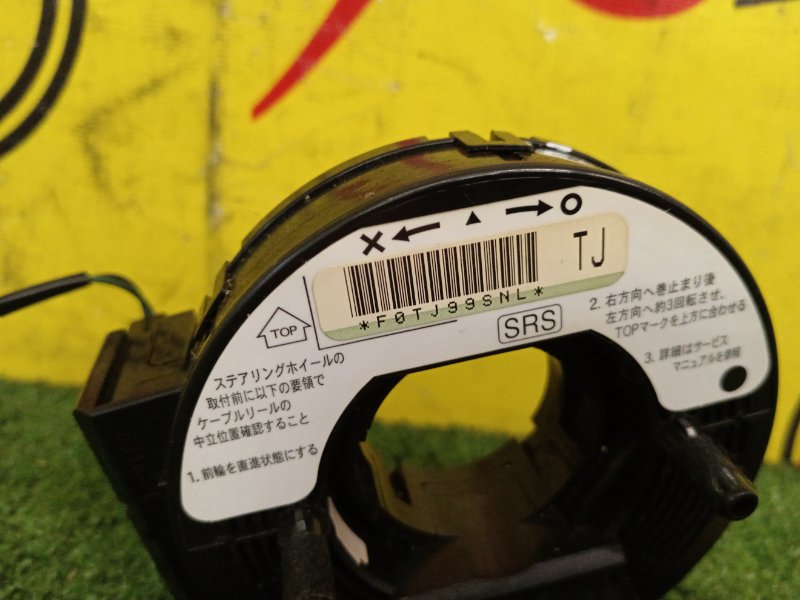 TJ
*F0TJ99SNL*
SRS
TOP
ステアリングホイールの
取付前に以下の要領で
ケーブルリールの
中立位置確認すること
1. 前輪を直進状態にする
2. 右方向へ巻止まり後
左方向へ約3回転させ、
TOPマークを上方に合わせる
3. 詳細はサービス
マニュアルを参照